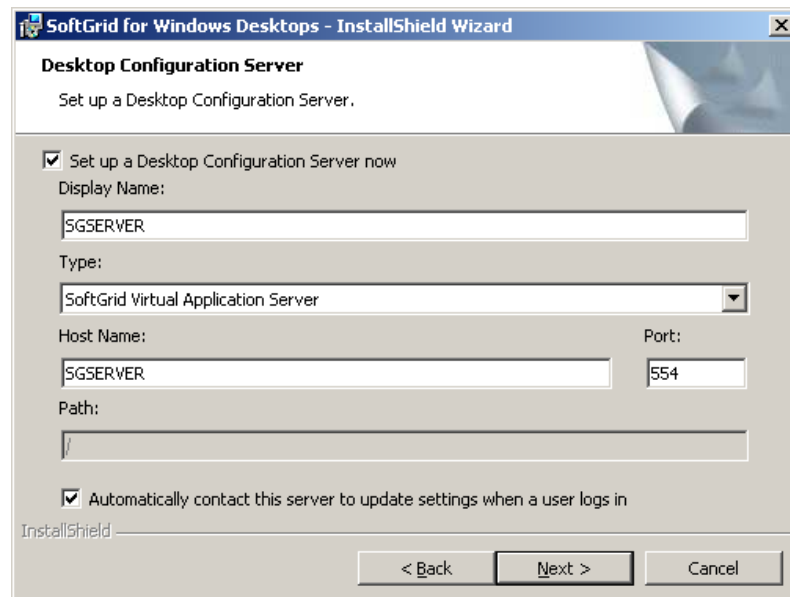 SoftGrid for Windows Desktops - InstallShield Wizard
Desktop Configuration Server
Set up a Desktop Configuration Server.
Set up a Desktop Configuration Server now
Display Name:
SGSERVER
Type:
SoftGrid Virtual Application Server
Host Name: Port:
SGSERVER 554
Path:
/
Automatically contact this server to update settings when a user logs in
InstallShield
< Back Next > Cancel